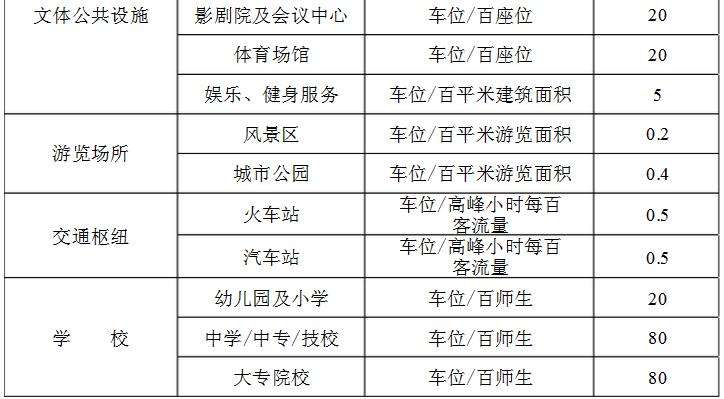 文体公共设施 影剧院及会议中心 车位/百座位 20
体育场馆 车位/百座位 20
娱乐、健身服务 车位/百平米建筑面积 5
游览场所
风景区 车位/百平米游览面积 0.2
城市公园 车位/百平米游览面积 0.4
交通枢纽
火车站 车位/高峰小时每百
客流量 0.5
汽车站 车位/高峰小时每百
客流量 0.5
幼儿园及小学 车位/百师生 20
学 校 中学/中专/技校 车位/百师生 80
大专院校 车位/百师生 80